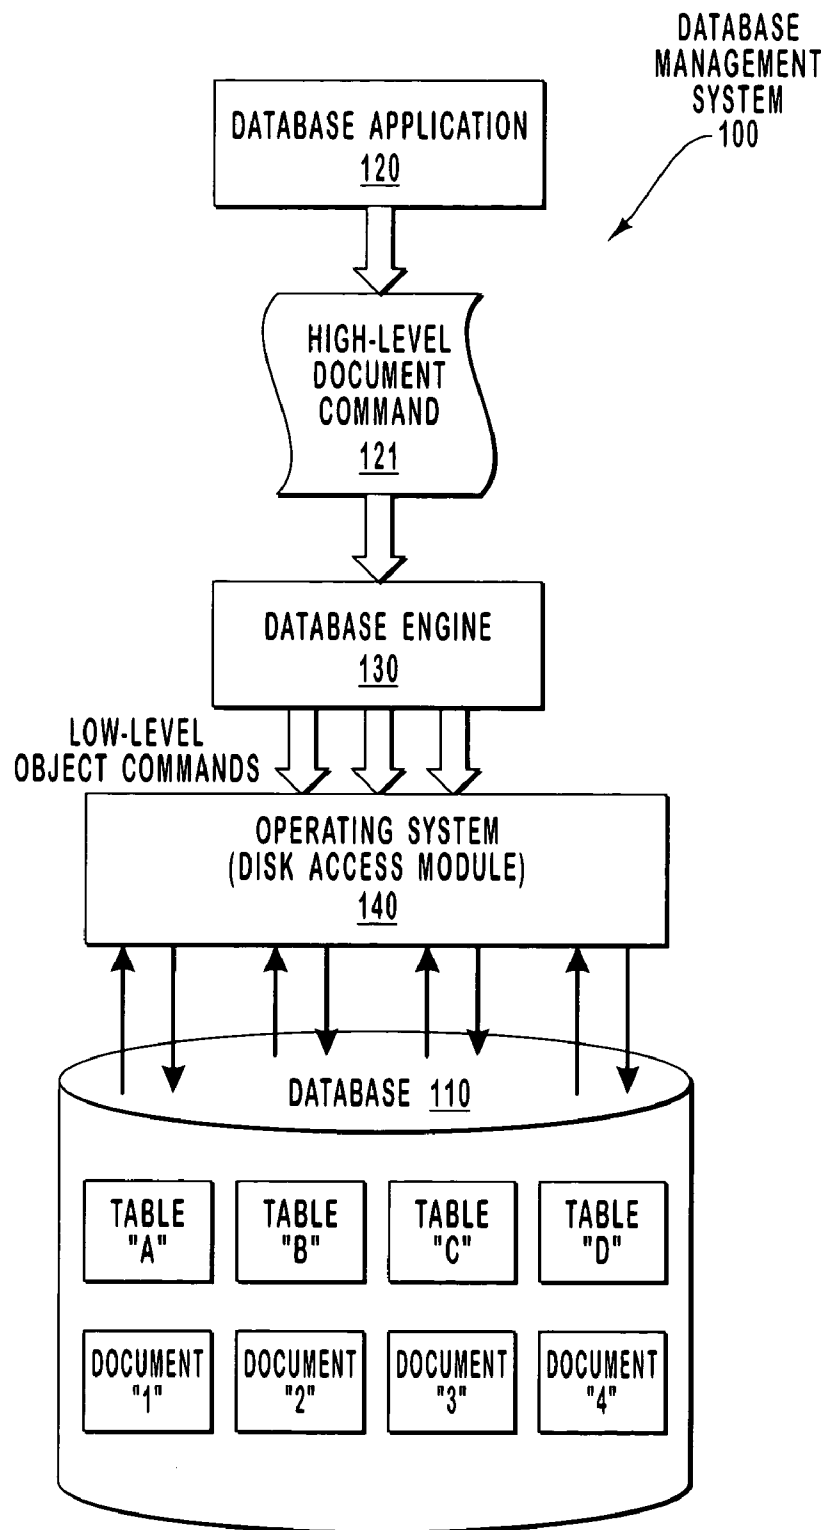 DATABASE
MANAGEMENT
SYSTEM
100
DATABASE APPLICATION
120
HIGH-LEVEL
DOCUMENT
COMMAND
121
DATABASE ENGINE
130
LOW-LEVEL
OBJECT COMMANDS
OPERATING SYSTEM
(DISK ACCESS MODULE)
140
DATABASE 110
TABLE
"A"
TABLE
"B"
TABLE
"C"
TABLE
"D"
DOCUMENT
"1"
DOCUMENT
"2"
DOCUMENT
"3"
DOCUMENT
"4"